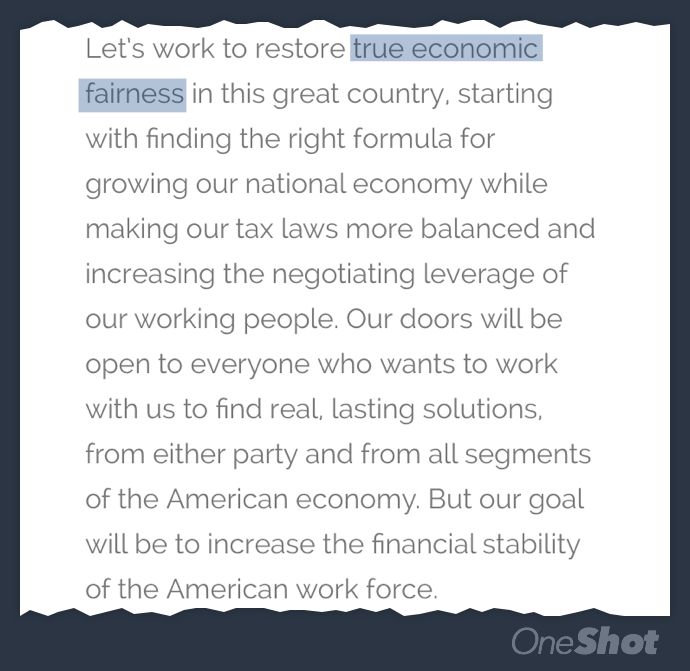 Let's work to restore true economic
fairness in this great country, starting
with finding the right formula for
growing our national economy while
making our tax laws more balanced and
increasing the negotiating leverage of
our working people. Our doors will be
open to everyone who wants to work
with us to find real, lasting solutions,
from either party and from all segments
of the American economy. But our goal
will be to increase the financial stability
of the American work force.
OneShot